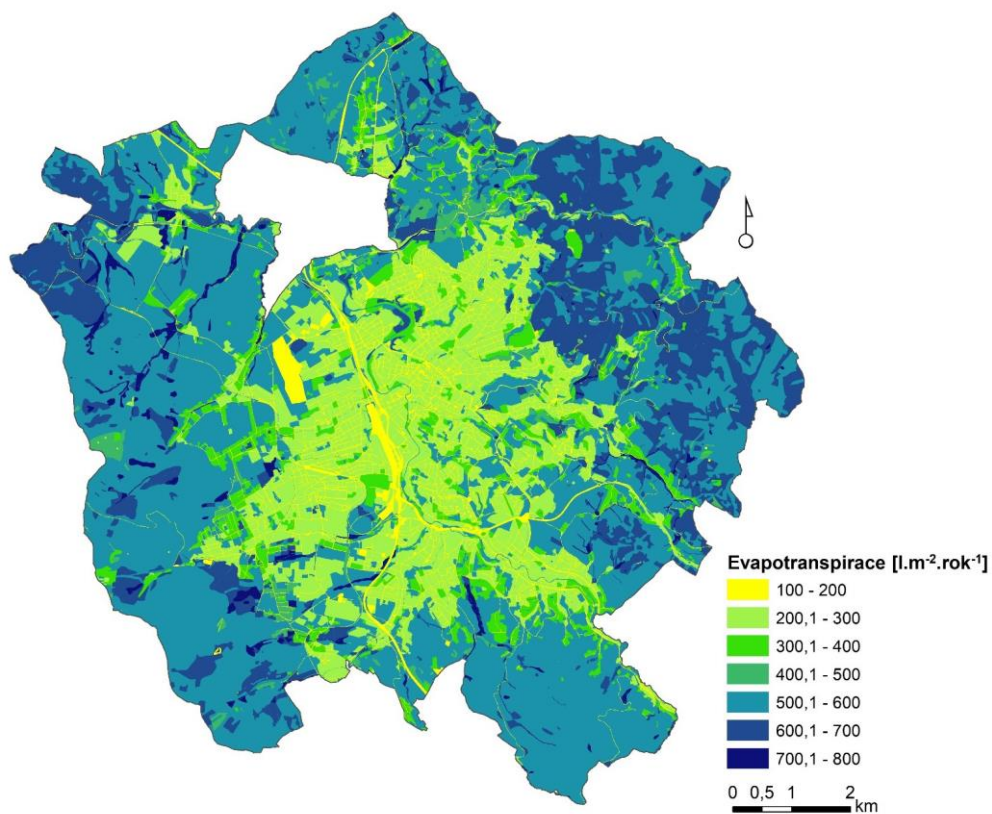 Evapotranspirace [l.m⁻².rok⁻¹]
100 - 200
200,1 - 300
300,1 - 400
400,1 - 500
500,1 - 600
600,1 - 700
700,1 - 800
0 0,5 1 2
km